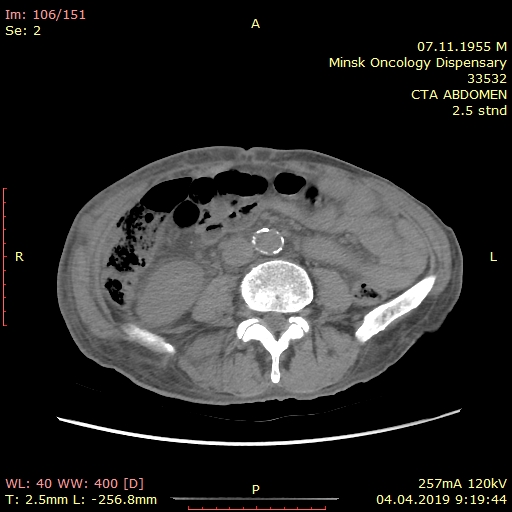 Im: 106/151
Se: 2
A
07.11.1955 M
Minsk Oncology Dispensary
33532
CTA ABDOMEN
2.5 stnd
R
L
WL: 40 WW: 400 [D]
T: 2.5mm L: -256.8mm
P
257mA 120kV
04.04.2019 9:19:44